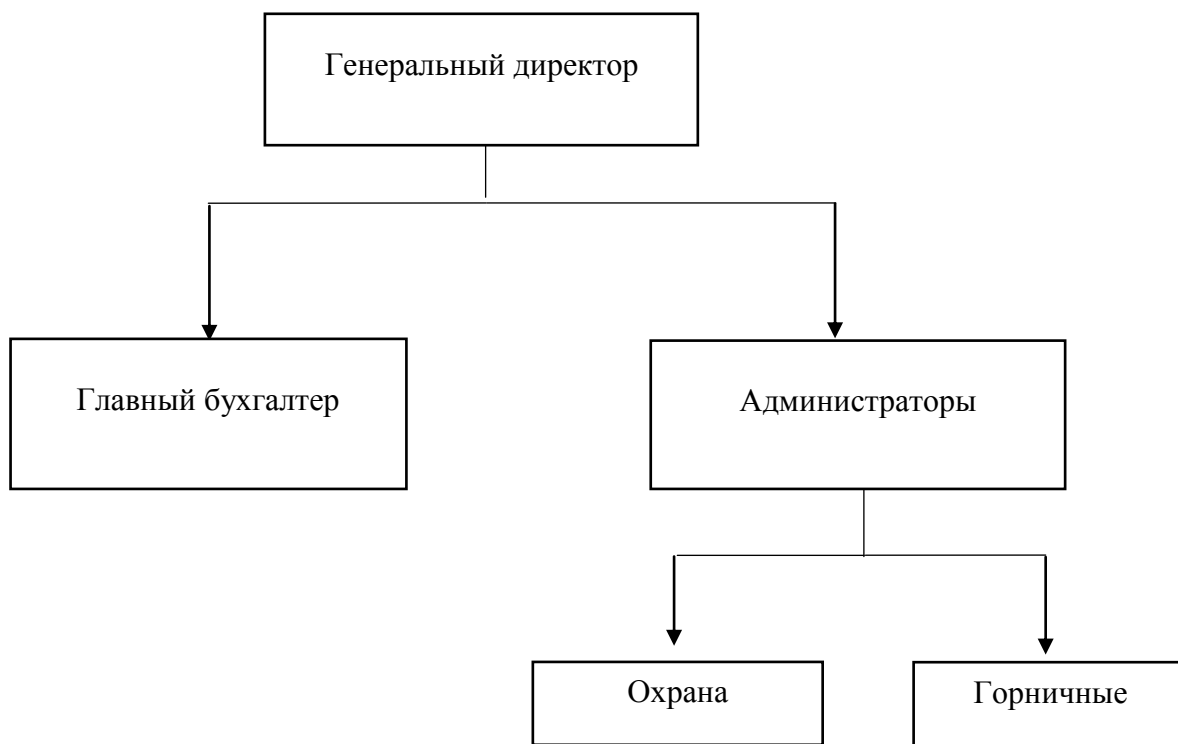 Генеральный директор
Главный бухгалтер
Администраторы
Охрана
Горничные